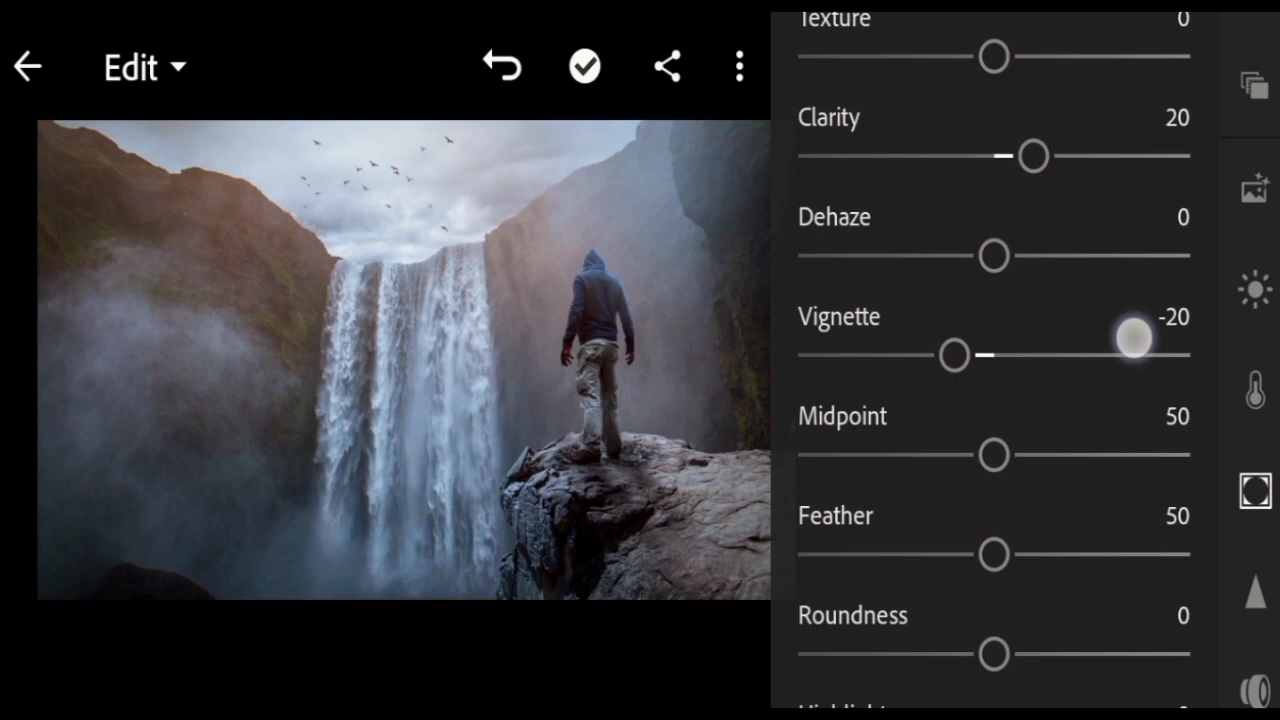 Edit
Texture 0
Clarity 20
Dehaze 0
Vignette -20
Midpoint 50
Feather 50
Roundness 0